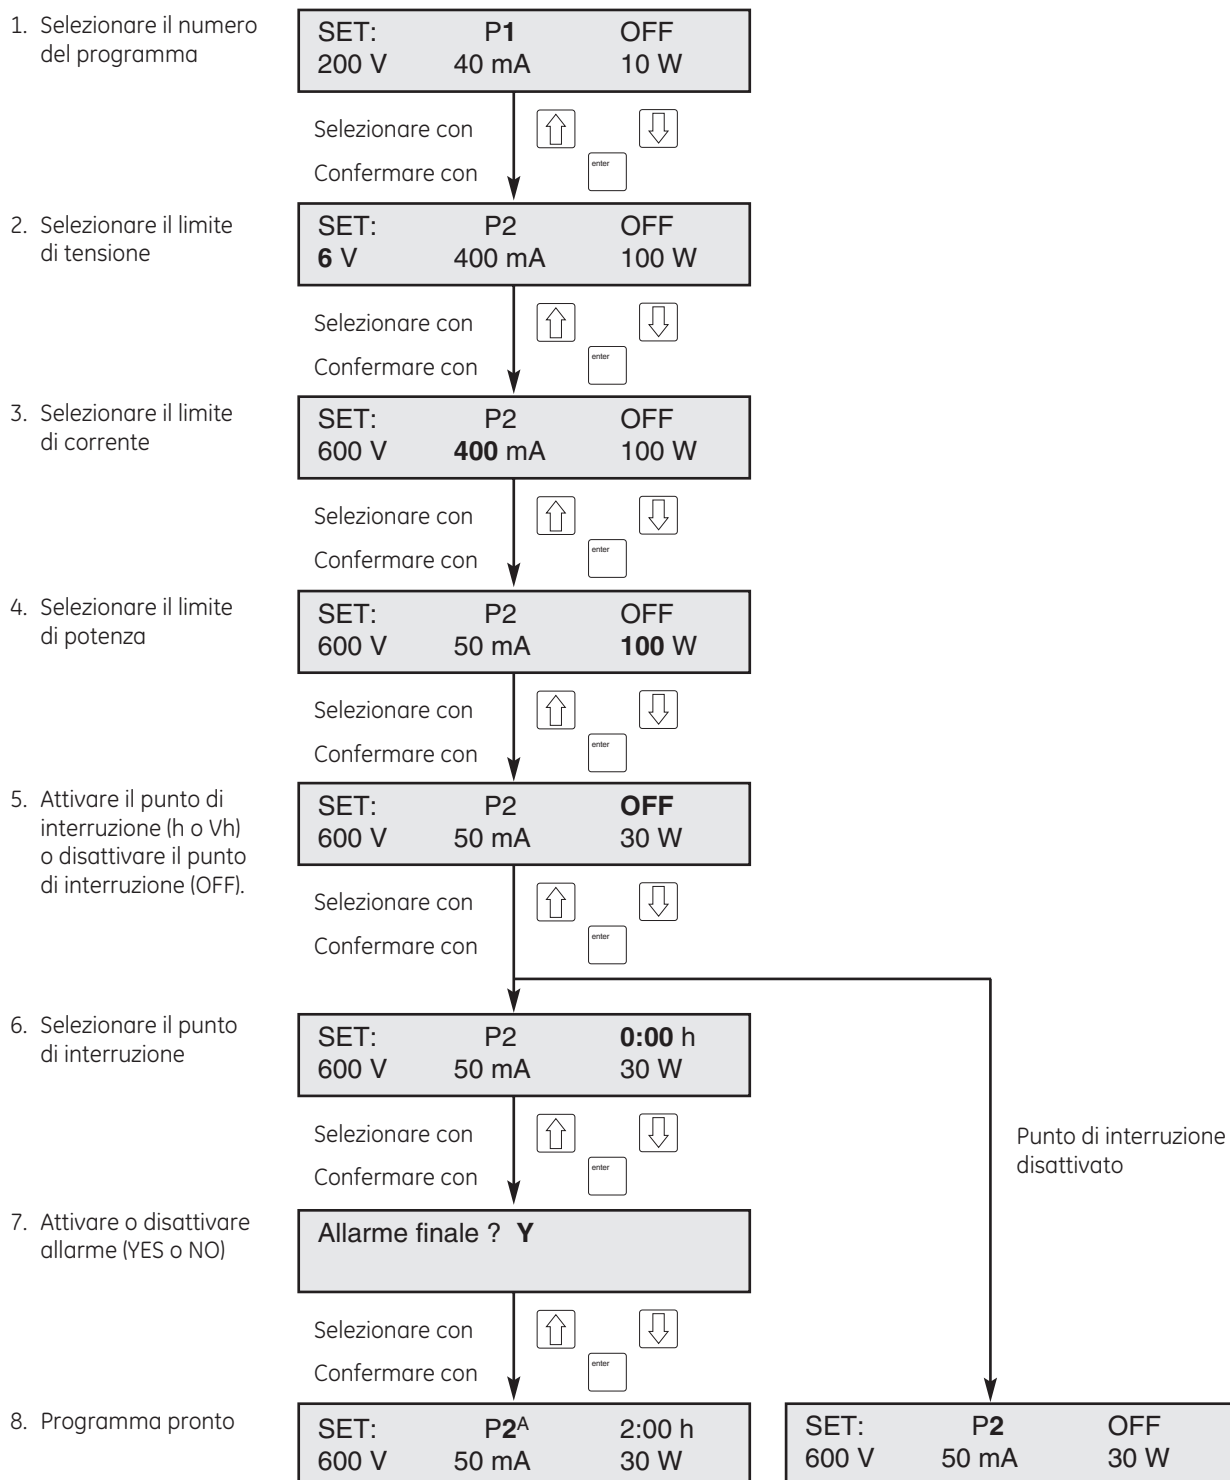 1. Selezionare il numero
del programma
SET: P1 OFF
200 V 40 mA 10 W
Selezionare con
Confermare con
enter
2. Selezionare il limite
di tensione
SET: P2 OFF
6 V 400 mA 100 W
Selezionare con
Confermare con
enter
3. Selezionare il limite
di corrente
SET: P2 OFF
600 V 400 mA 100 W
Selezionare con
Confermare con
enter
4. Selezionare il limite
di potenza
SET: P2 OFF
600 V 50 mA 100 W
Selezionare con
Confermare con
enter
5. Attivare il punto di
interruzione (h o Vh)
o disattivare il punto
di interruzione (OFF).
SET: P2 OFF
600 V 50 mA 30 W
Selezionare con
Confermare con
enter
6. Selezionare il punto
di interruzione
SET: P2 0:00 h
600 V 50 mA 30 W
Selezionare con
Confermare con
enter
Punto di interruzione
disattivato
7. Attivare o disattivare
allarme (YES o NO)
Allarme finale ? Y
Selezionare con
Confermare con
enter
8. Programma pronto
SET: P2A 2:00 h
600 V 50 mA 30 W
SET: P2 OFF
600 V 50 mA 30 W